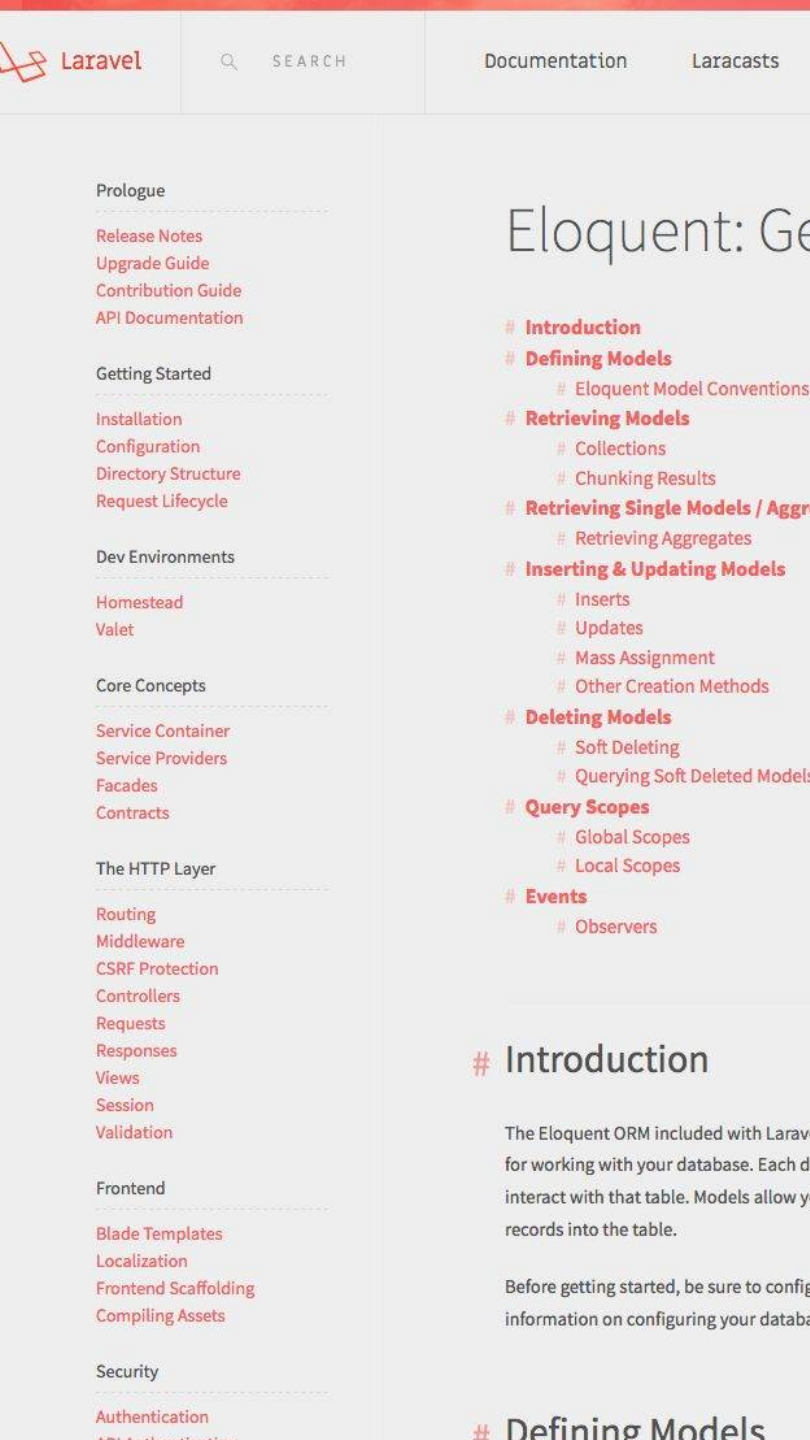 Laravel
SEARCH
Documentation
Laracasts
Prologue
Release Notes
Upgrade Guide
Contribution Guide
API Documentation
Getting Started
Installation
Configuration
Directory Structure
Request Lifecycle
Dev Environments
Homestead
Valet
Core Concepts
Service Container
Service Providers
Facades
Contracts
The HTTP Layer
Routing
Middleware
CSRF Protection
Controllers
Requests
Responses
Views
Session
Validation
Frontend
Blade Templates
Localization
Frontend Scaffolding
Compiling Assets
Security
Authentication
Eloquent: Ge
# Introduction
# Defining Models
# Eloquent Model Conventions
# Retrieving Models
# Collections
# Chunking Results
# Retrieving Single Models / Aggr
# Retrieving Aggregates
# Inserting & Updating Models
# Inserts
# Updates
# Mass Assignment
# Other Creation Methods
# Deleting Models
# Soft Deleting
# Querying Soft Deleted Models
# Query Scopes
# Global Scopes
# Local Scopes
# Events
# Observers
# Introduction
The Eloquent ORM included with Larav
for working with your database. Each d
interact with that table. Models allow y
records into the table.
Before getting started, be sure to config
information on configuring your databa
# Defining Models